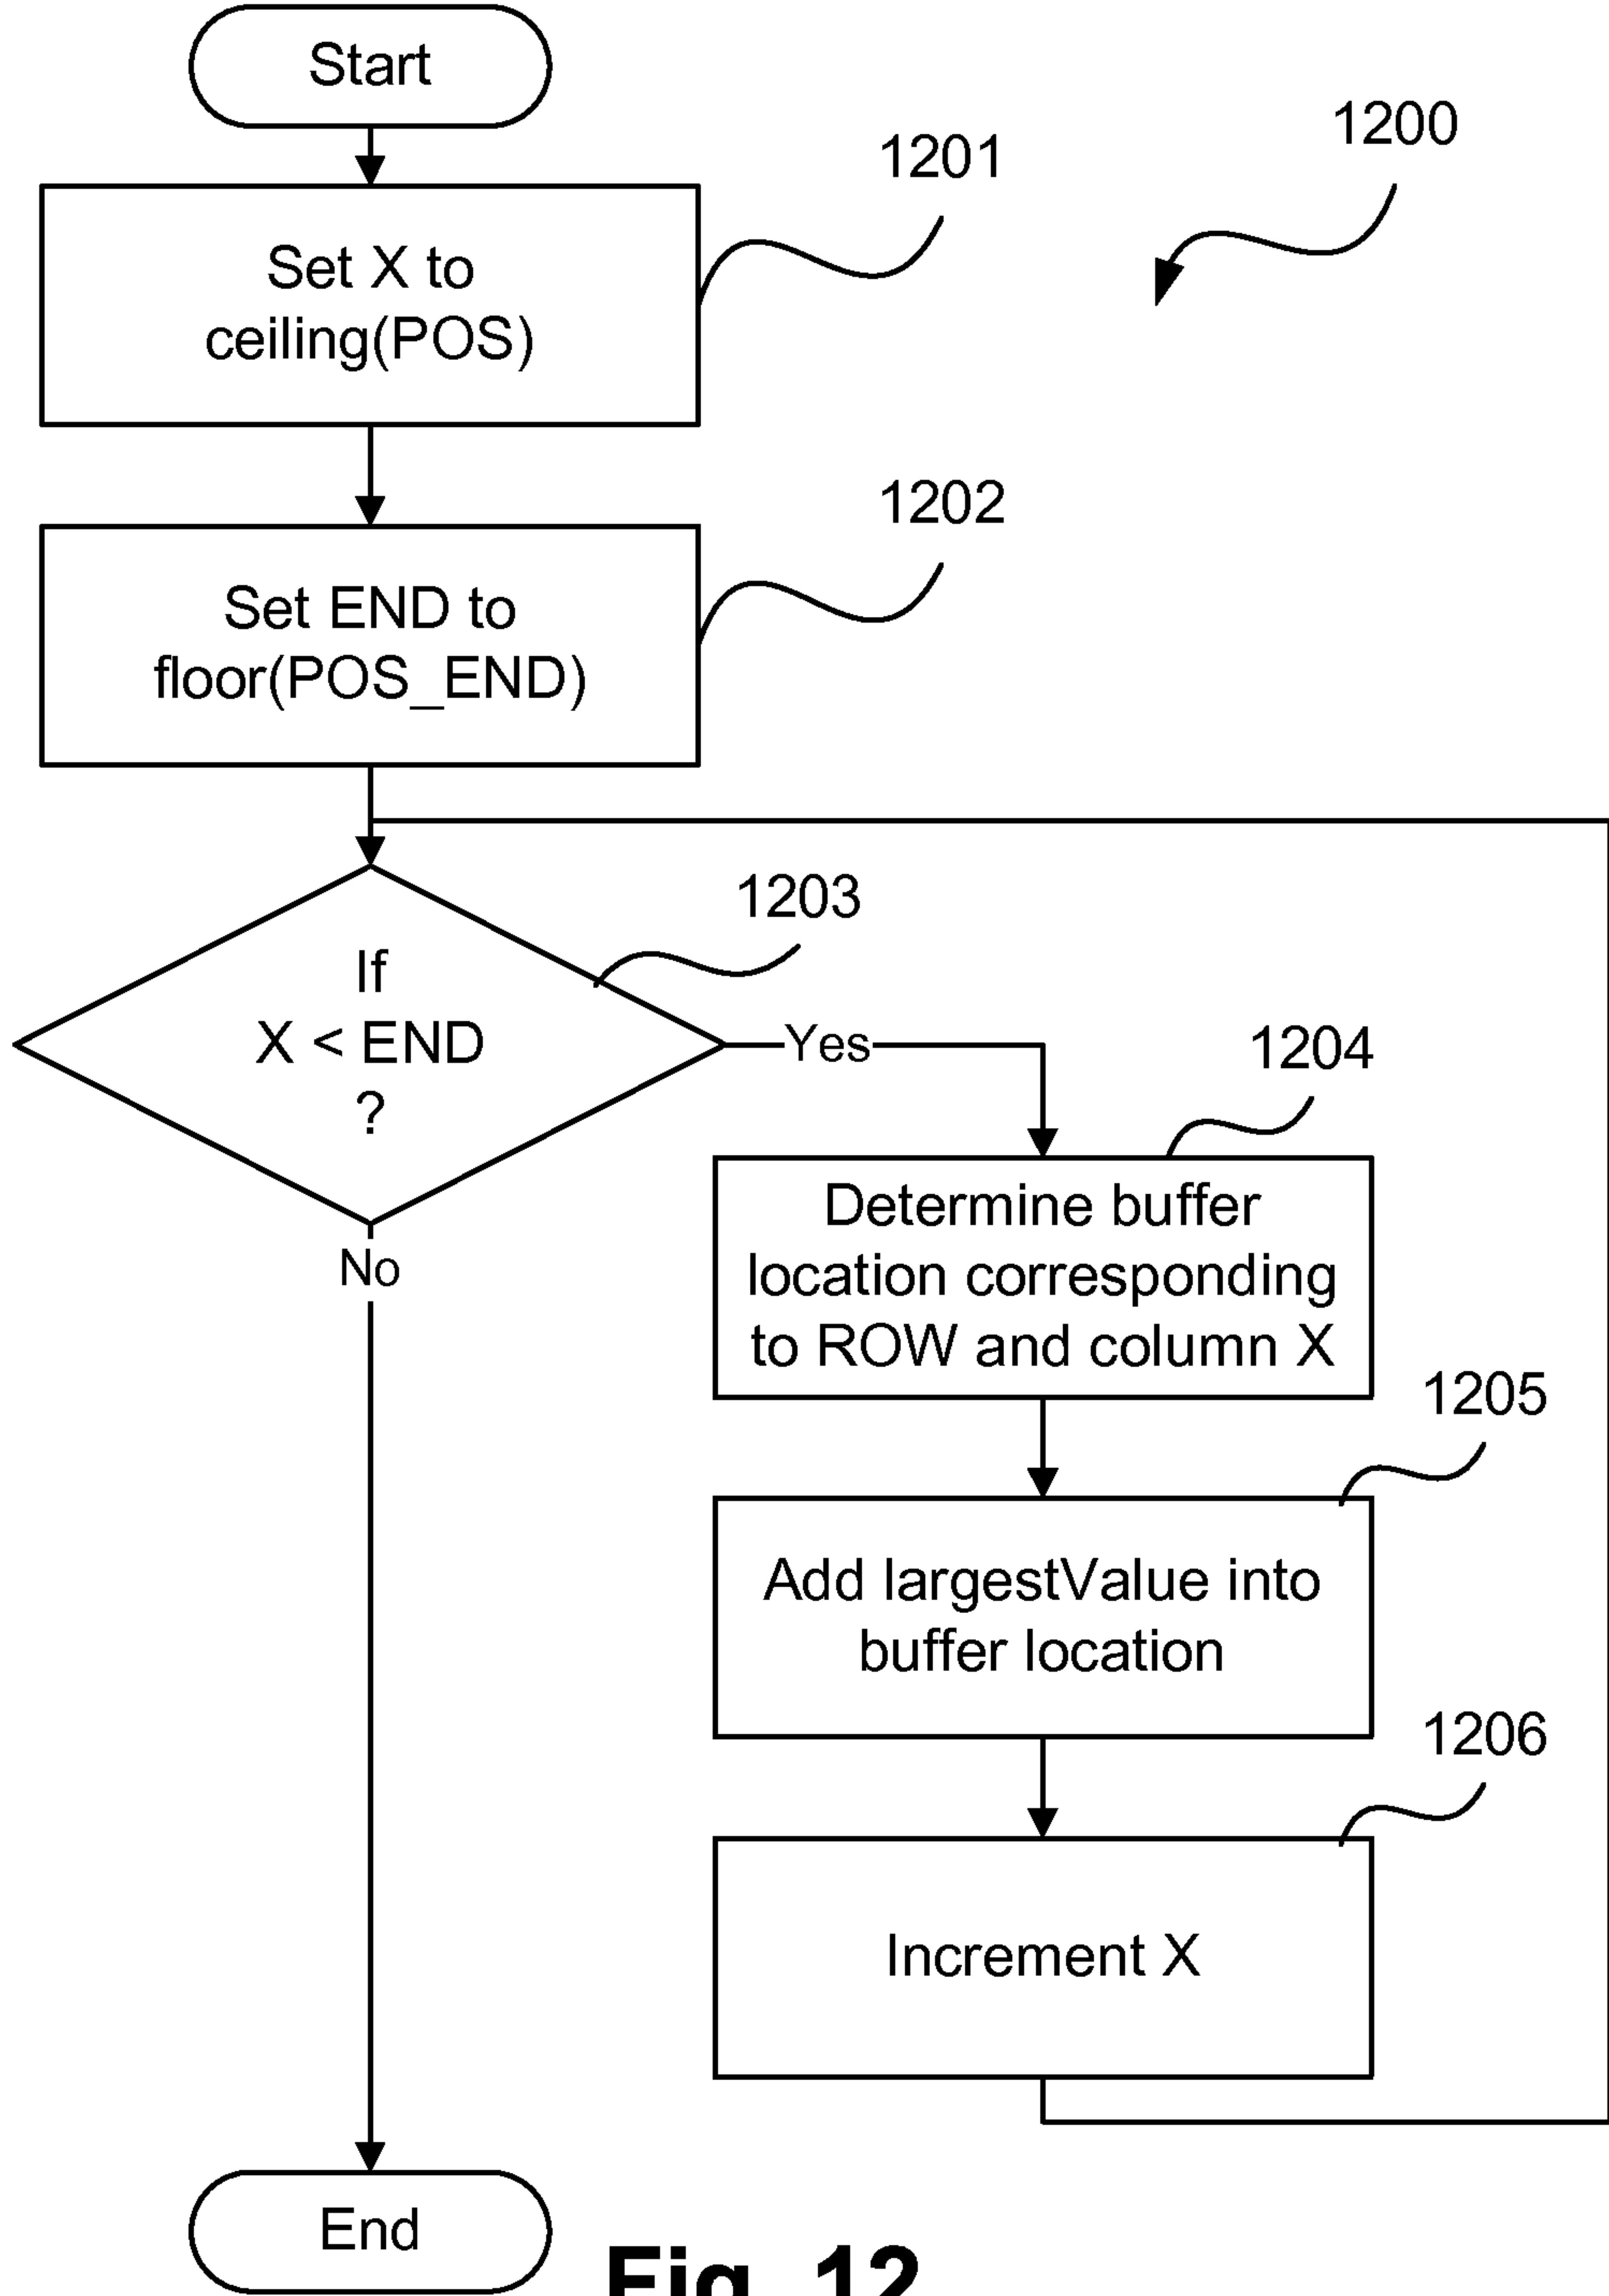 Start
1200
1201
Set X to
ceiling(POS)
1202
Set END to
floor(POS_END)
1203
If
X < END
?
Yes
No
1204
Determine buffer
location corresponding
to ROW and column X
1205
Add largestValue into
buffer location
1206
Increment X
End
Fig. 12